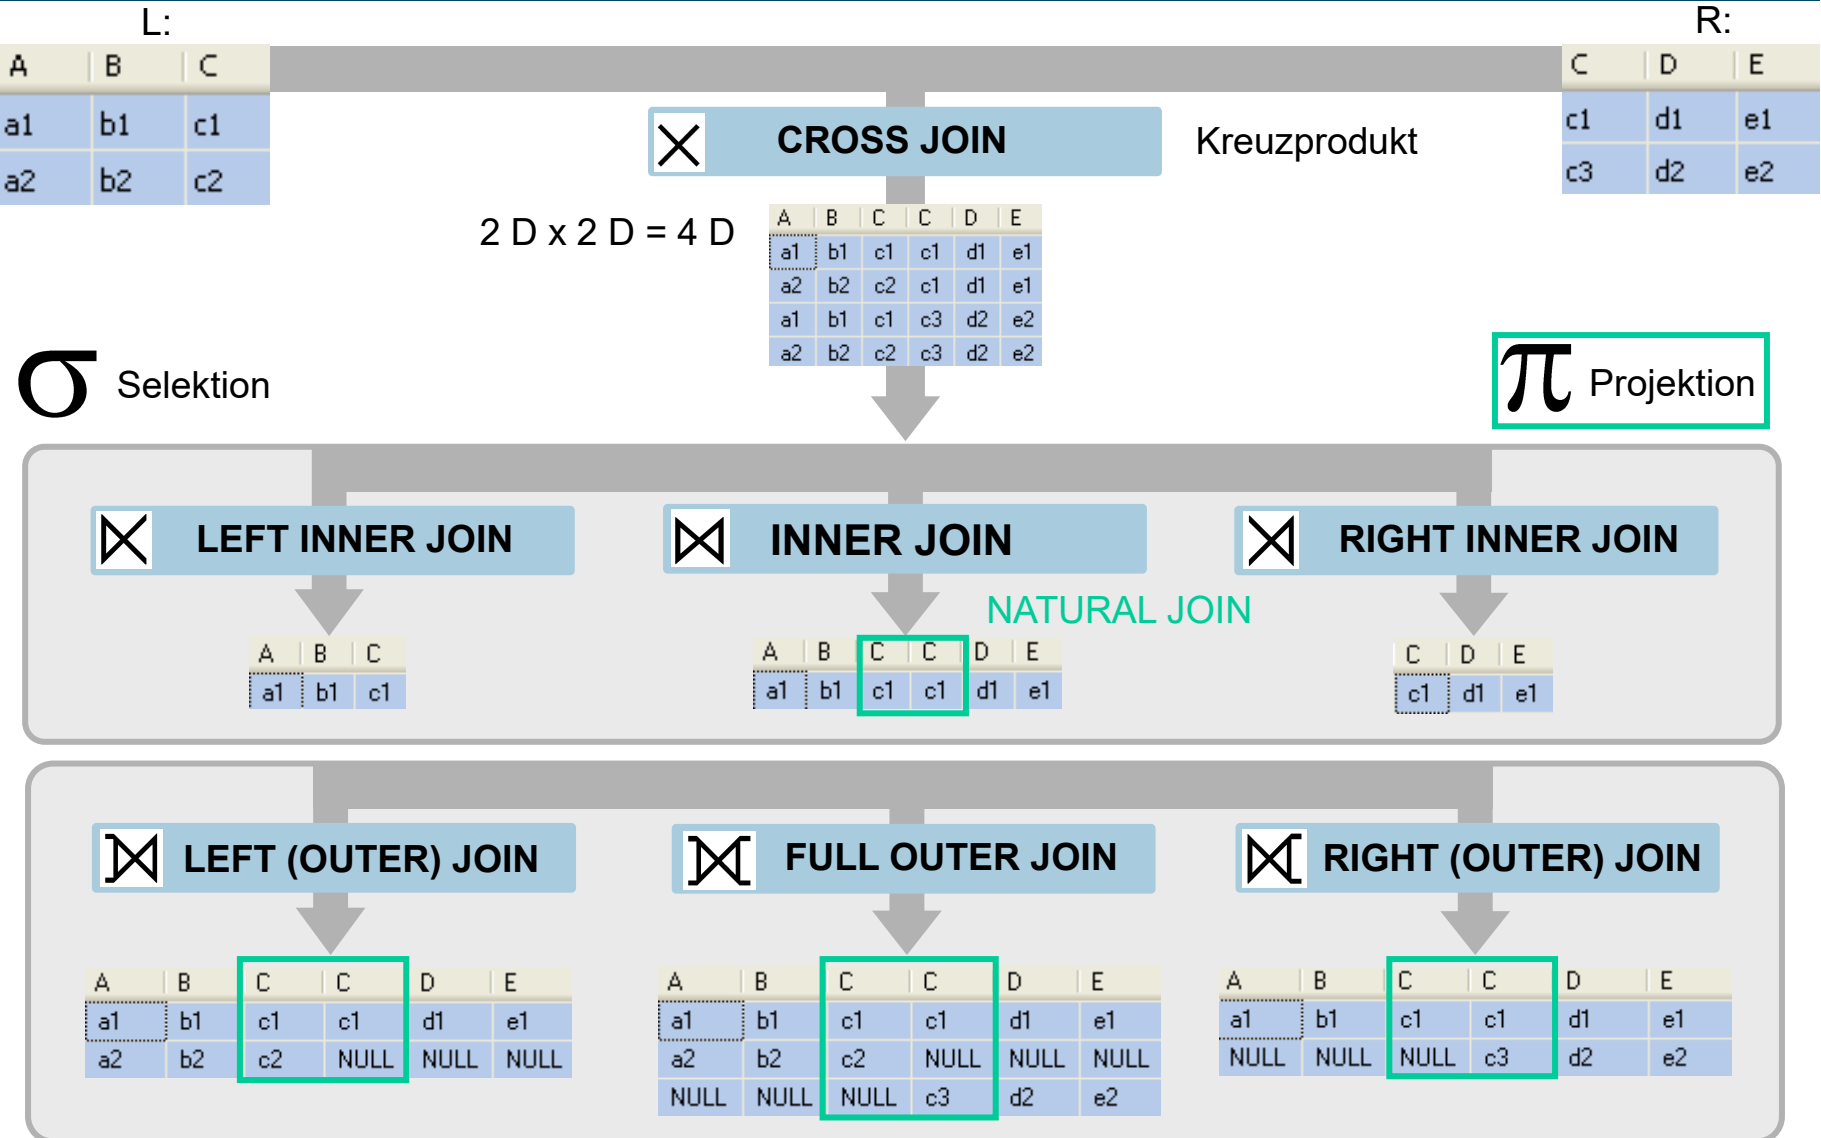 L:
R:
A B C
a1 b1 c1
a2 b2 c2
C D E
c1 d1 e1
c3 d2 e2
CROSS JOIN
Kreuzprodukt
2 D x 2 D = 4 D
A B C C D E
a1 b1 c1 c1 d1 e1
a2 b2 c2 c1 d1 e1
a1 b1 c1 c3 d2 e2
a2 b2 c2 c3 d2 e2
σ Selektion
π Projektion
LEFT INNER JOIN
INNER JOIN
RIGHT INNER JOIN
NATURAL JOIN
A B C
a1 b1 c1
A B C C D E
a1 b1 c1 c1 d1 e1
C D E
c1 d1 e1
LEFT (OUTER) JOIN
FULL OUTER JOIN
RIGHT (OUTER) JOIN
A B C C D E
a1 b1 c1 c1 d1 e1
a2 b2 c2 NULL NULL NULL
A B C C D E
a1 b1 c1 c1 d1 e1
a2 b2 c2 NULL NULL NULL
NULL NULL NULL c3 d2 e2
A B C C D E
a1 b1 c1 c1 d1 e1
NULL NULL NULL c3 d2 e2